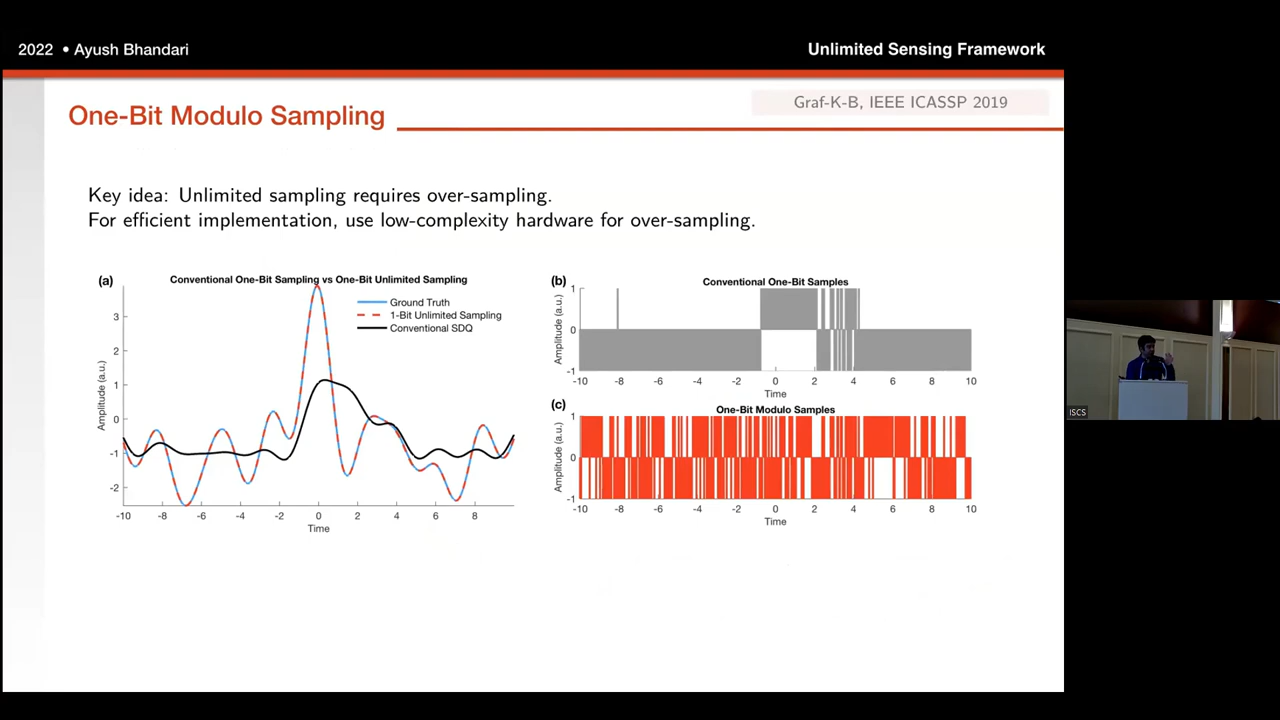 2022 • Ayush Bhandari
Unlimited Sensing Framework
One-Bit Modulo Sampling
Graf-K-B, IEEE ICASSP 2019
Key idea: Unlimited sampling requires over-sampling.
For efficient implementation, use low-complexity hardware for over-sampling.
(a)
Conventional One-Bit Sampling vs One-Bit Unlimited Sampling
Ground Truth
1-Bit Unlimited Sampling
Conventional SDQ
Amplitude (a.u.)
3
2
1
0
-1
-2
-10 -8 -6 -4 -2 0 2 4 6 8
Time
(b)
Conventional One-Bit Samples
Amplitude (a.u.)
1
0
-1
-10 -8 -6 -4 -2 0 2 4 6 8 10
Time
(c)
One-Bit Modulo Samples
Amplitude (a.u.)
1
0
-1
-10 -8 -6 -4 -2 0 2 4 6 8 10
Time
ISCS